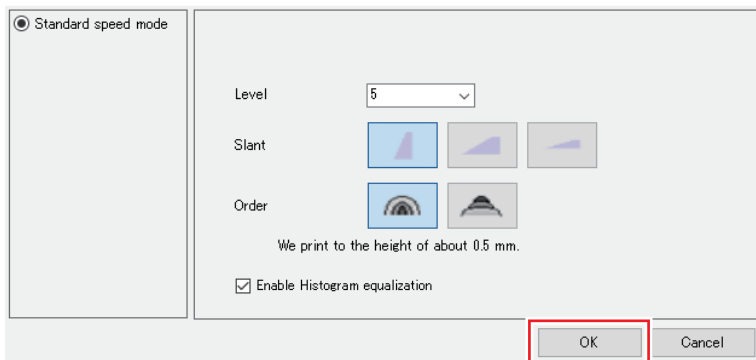 Standard speed mode
Level
5
Slant
Order
We print to the height of about 0.5 mm.
Enable Histogram equalization
OK
Cancel